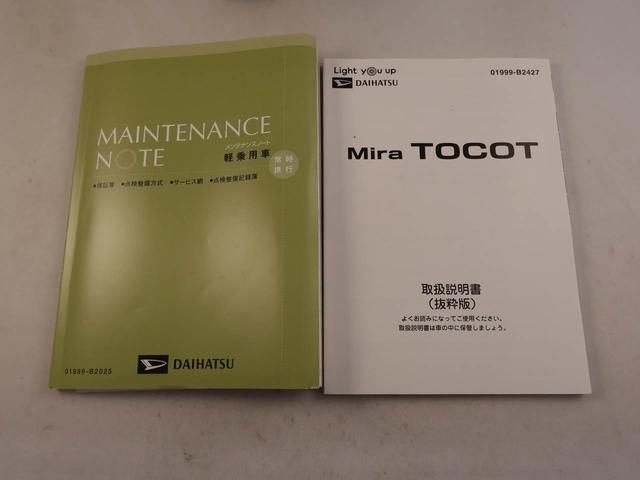 MAINTENANCE
NOTE
メンテナンスノート
軽乗用車
常時
携行
●保証書 ●点検整備方式 ●サービス網 ●点検整備記録簿
DAIHATSU
01999-B2025
Light you up
01999-B2427
DAIHATSU
Mira TOCOT
取扱説明書
（抜粋版）
よくお読みになってご使用ください。
取扱説明書は車の中に保管しましょう。